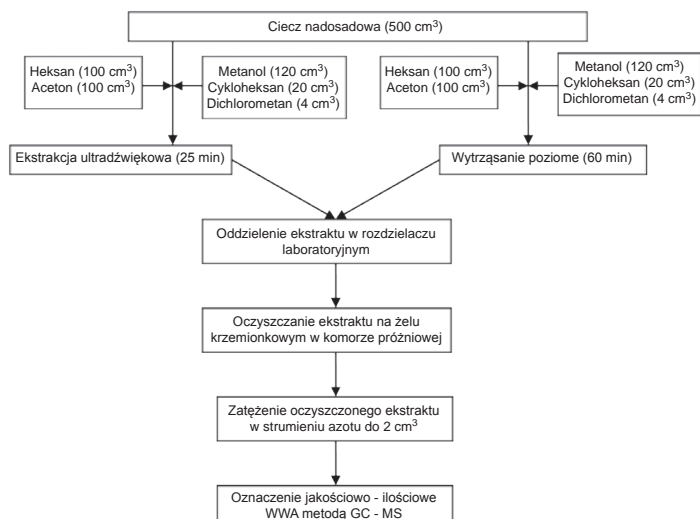 Ciecz nadosadowa (500 cm³)
Heksan (100 cm³)
Aceton (100 cm³)
Metanol (120 cm³)
Cykloheksan (20 cm³)
Dichlorometan (4 cm³)
Heksan (100 cm³)
Aceton (100 cm³)
Metanol (120 cm³)
Cykloheksan (20 cm³)
Dichlorometan (4 cm³)
Ekstrakcja ultradźwiękowa (25 min)
Wytrząsanie poziome (60 min)
Oddzielenie ekstraktu w rozdzielaczu
laboratoryjnym
Oczyszczanie ekstraktu na żelu
krzemionkowym w komorze próżniowej
Zatężenie oczyszczonego ekstraktu
w strumieniu azotu do 2 cm³
Oznaczenie jakościowo - ilościowe
WWA metodą GC - MS